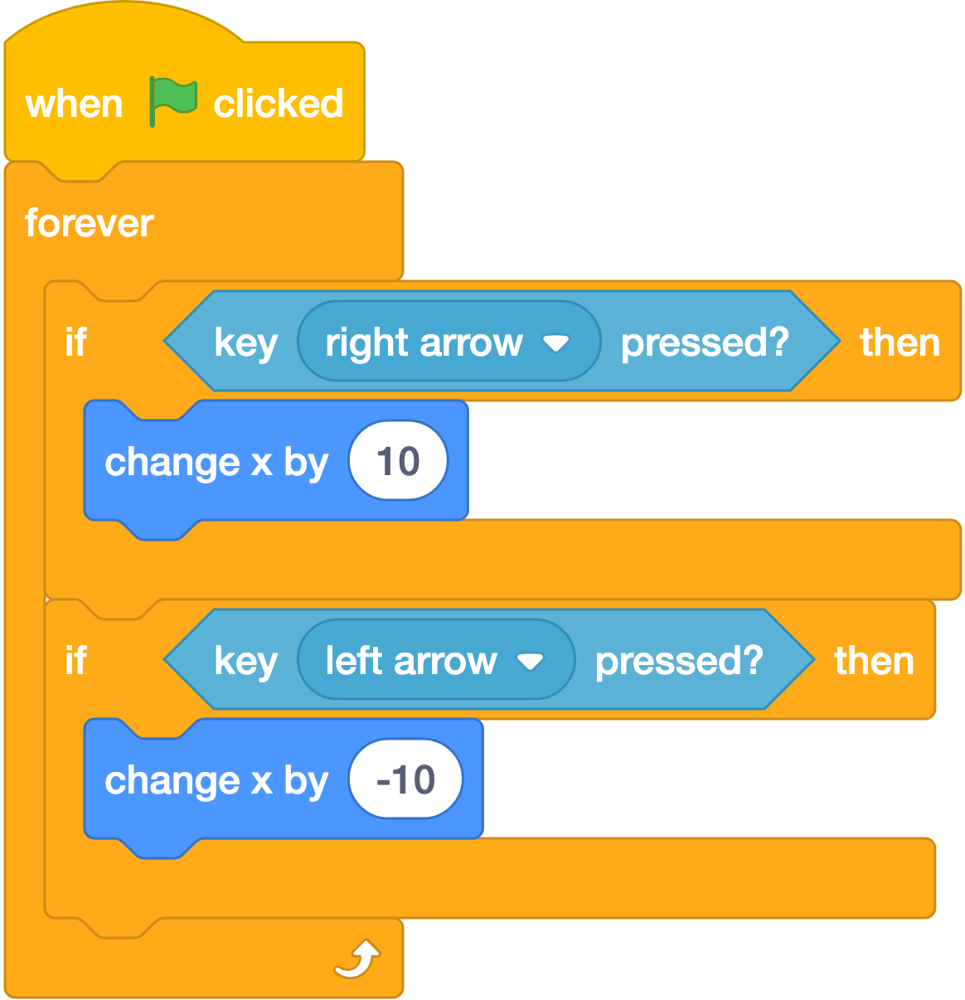 when clicked
forever
if key right arrow pressed? then
change x by 10
if key left arrow pressed? then
change x by -10